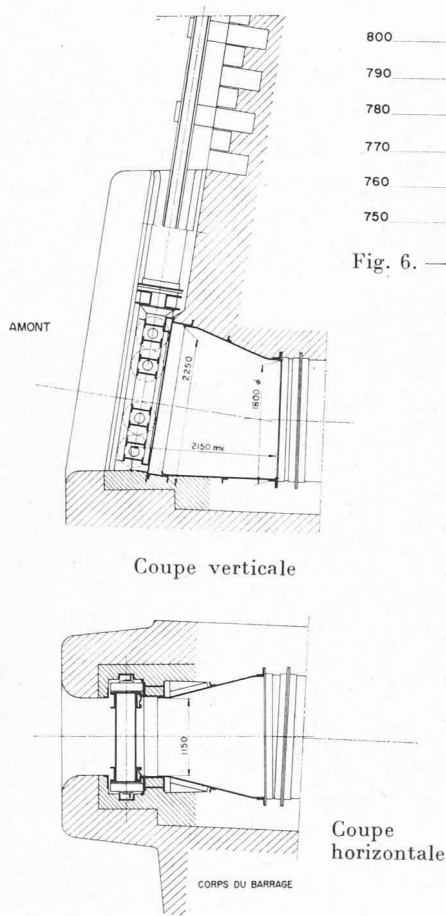 800
790
780
770
760
750
Fig. 6. —
AMONT
2250
1800 ø
2150 mv.
Coupe verticale
1150
Coupe
horizontale
CORPS DU BARRAGE